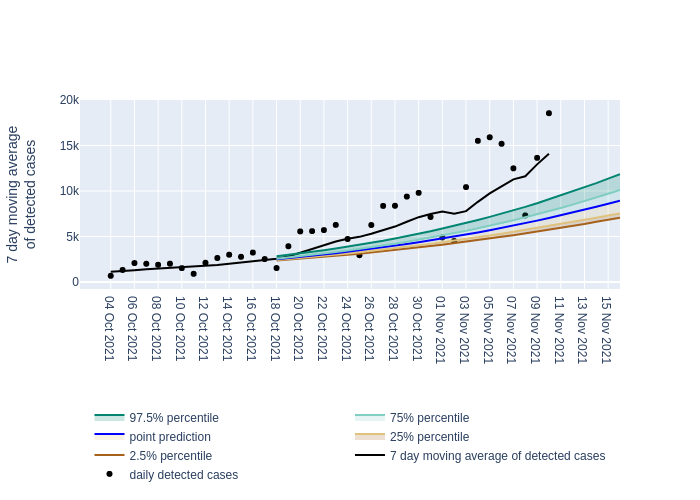 20k
15k
10k
5k
0
7 day moving average
of detected cases
04 Oct 2021
06 Oct 2021
08 Oct 2021
10 Oct 2021
12 Oct 2021
14 Oct 2021
16 Oct 2021
18 Oct 2021
20 Oct 2021
22 Oct 2021
24 Oct 2021
26 Oct 2021
28 Oct 2021
30 Oct 2021
01 Nov 2021
03 Nov 2021
05 Nov 2021
07 Nov 2021
09 Nov 2021
11 Nov 2021
13 Nov 2021
15 Nov 2021
97.5% percentile
75% percentile
point prediction
25% percentile
2.5% percentile
7 day moving average of detected cases
daily detected cases